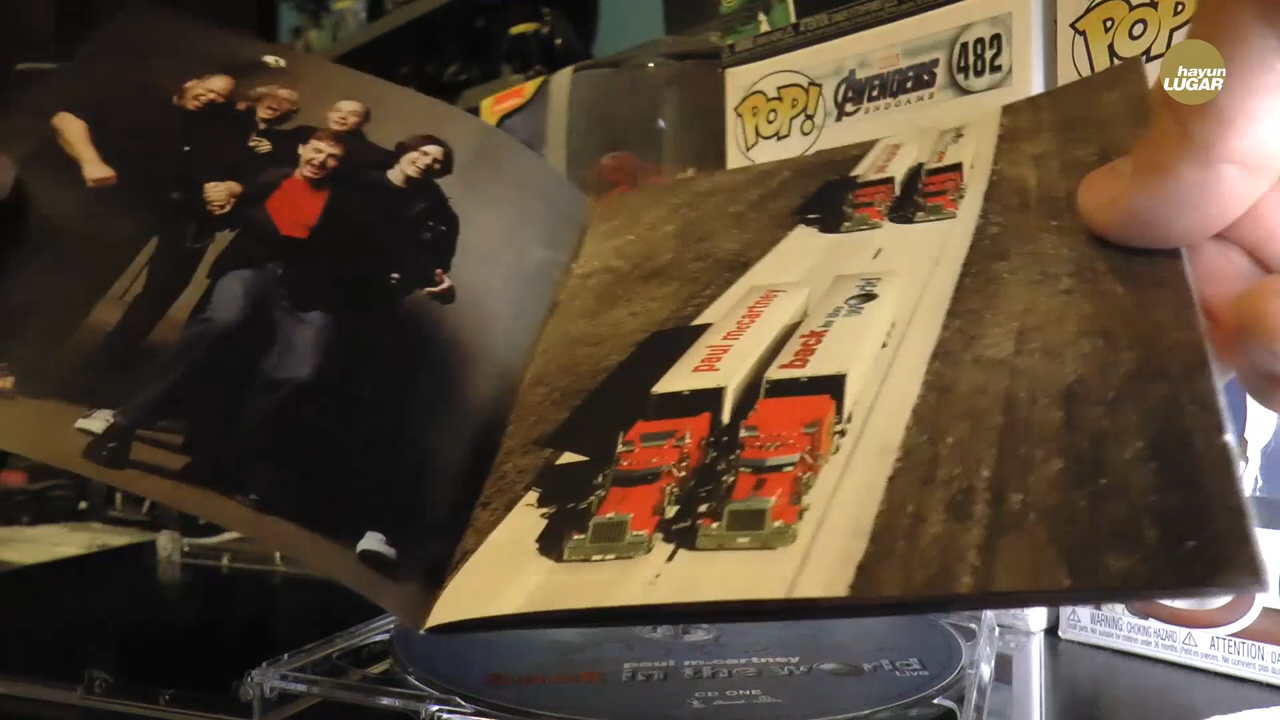 hayun
LUGAR
POP!
AVENGERS
ENDGAME
482
POP
paul mccartney
back in the world
WARNING: CHOKING HAZARD
ATTENTION: DA
paul mccartney
back in the world
LIVE
CD ONE